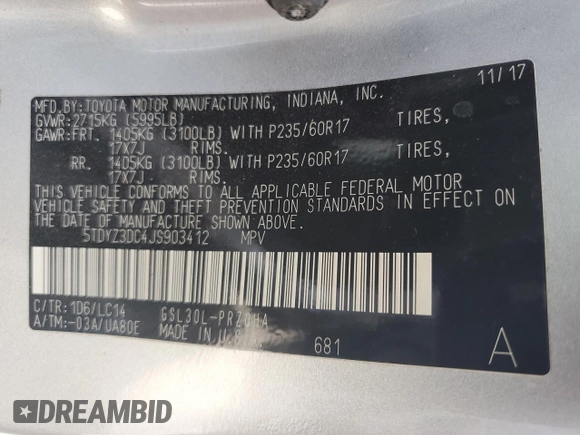 MFD.BY:TOYOTA MOTOR MANUFACTURING, INDIANA, INC. 11/17
GVWR:2715KG (5995LB)
GAWR:FRT. 1405KG (3100LB) WITH P235/60R17 TIRES,
17X7J RIMS.
RR. 1405KG (3100LB) WITH P235/60R17 TIRES,
17X7J RIMS.
THIS VEHICLE CONFORMS TO ALL APPLICABLE FEDERAL MOTOR
VEHICLE SAFETY AND THEFT PREVENTION STANDARDS IN EFFECT ON
THE DATE OF MANUFACTURE SHOWN ABOVE.
5TDYZ3DC4JS903412 MPV
C/TR:1D6/LC14 GSL30L-PRZQHA
A/TM:-03A/UA80E MADE IN
681 A
DREAMBID